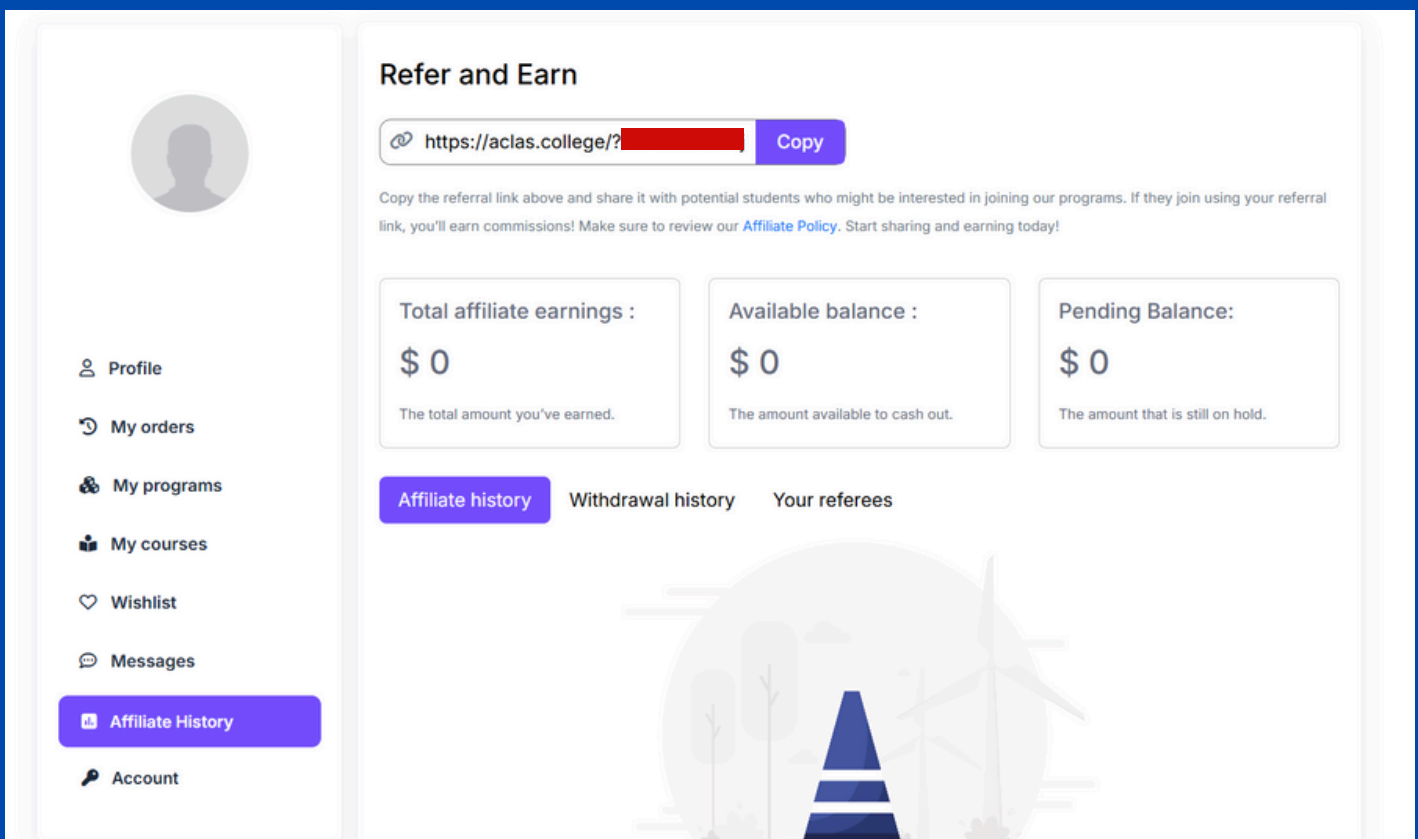 Refer and Earn
https://aclas.college/?
Copy
Copy the referral link above and share it with potential students who might be interested in joining our programs. If they join using your referral
link, you'll earn commissions! Make sure to review our Affiliate Policy. Start sharing and earning today!
Total affiliate earnings :
$ 0
The total amount you've earned.
Available balance :
$ 0
The amount available to cash out.
Pending Balance:
$ 0
The amount that is still on hold.
Affiliate history
Withdrawal history
Your referees
Profile
My orders
My programs
My courses
Wishlist
Messages
Affiliate History
Account